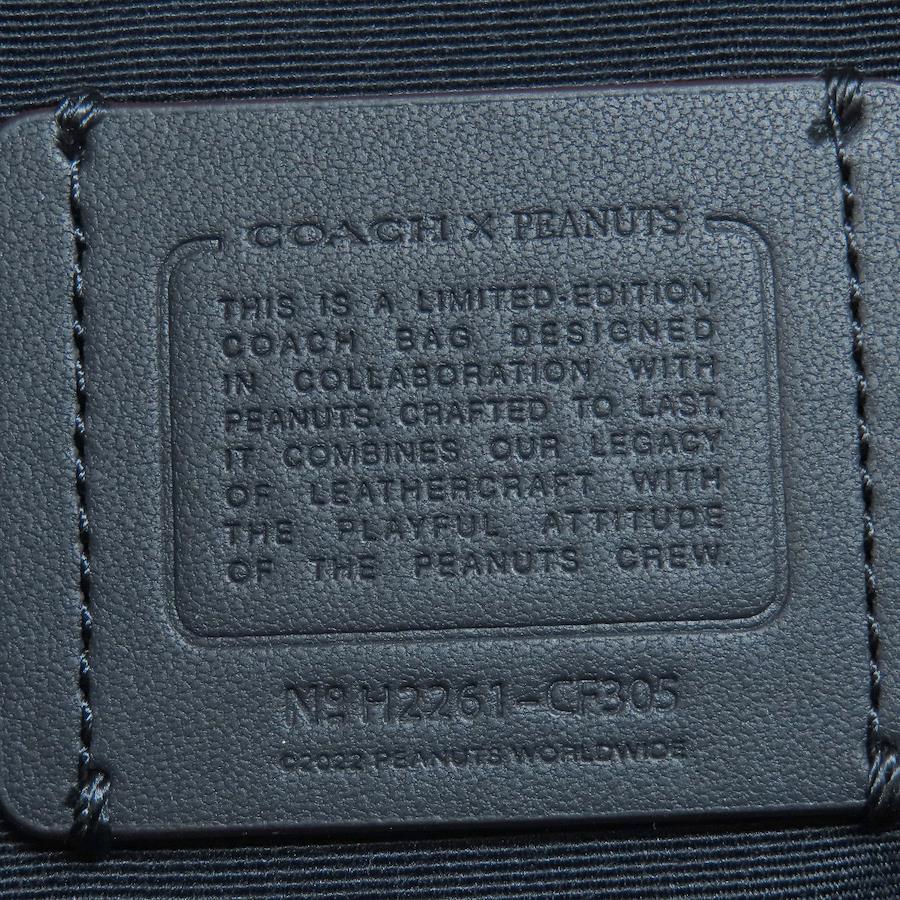 COACH X PEANUTS
THIS IS A LIMITED-EDITION
COACH BAG DESIGNED
IN COLLABORATION WITH
PEANUTS. CRAFTED TO LAST,
IT COMBINES OUR LEGACY
OF LEATHERCRAFT WITH
THE PLAYFUL ATTITUDE
OF THE PEANUTS CREW.
Nº H2261-CF305
©2022 PEANUTS WORLDWIDE